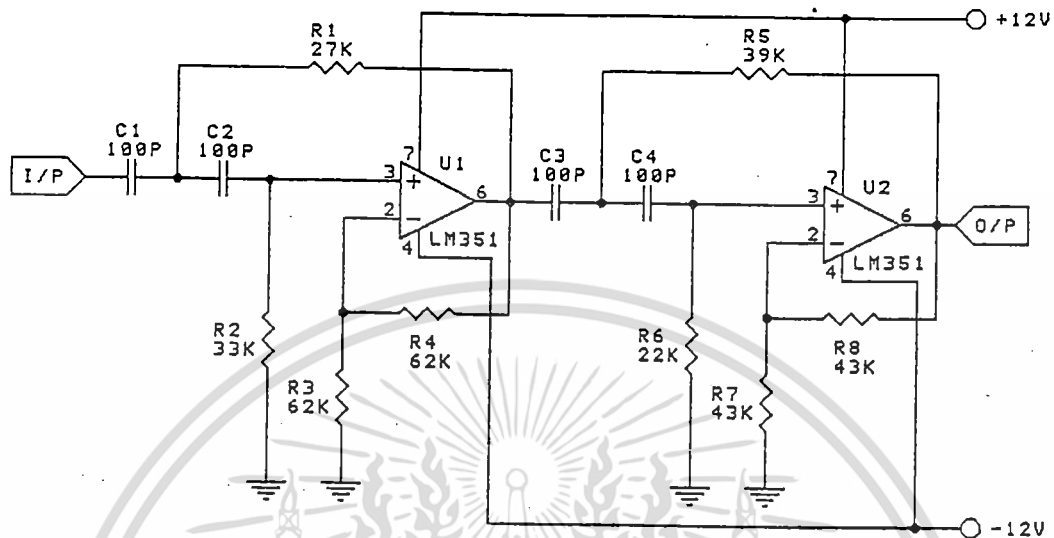 +12V
R1
27K
R5
39K
C1
100P
C2
100P
7
U1
C3
100P
C4
100P
7
U2
I/P
3
+
6
3
+
6
O/P
2
-
2
-
4
LM351
4
LM351
R2
33K
R4
62K
R6
22K
R8
43K
R3
62K
R7
43K
-12V